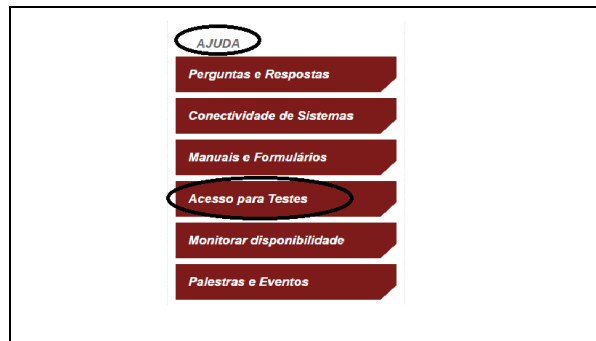 AJUDA
Perguntas e Respostas
Conectividade de Sistemas
Manuais e Formulários
Acesso para Testes
Monitorar disponibilidade
Palestras e Eventos